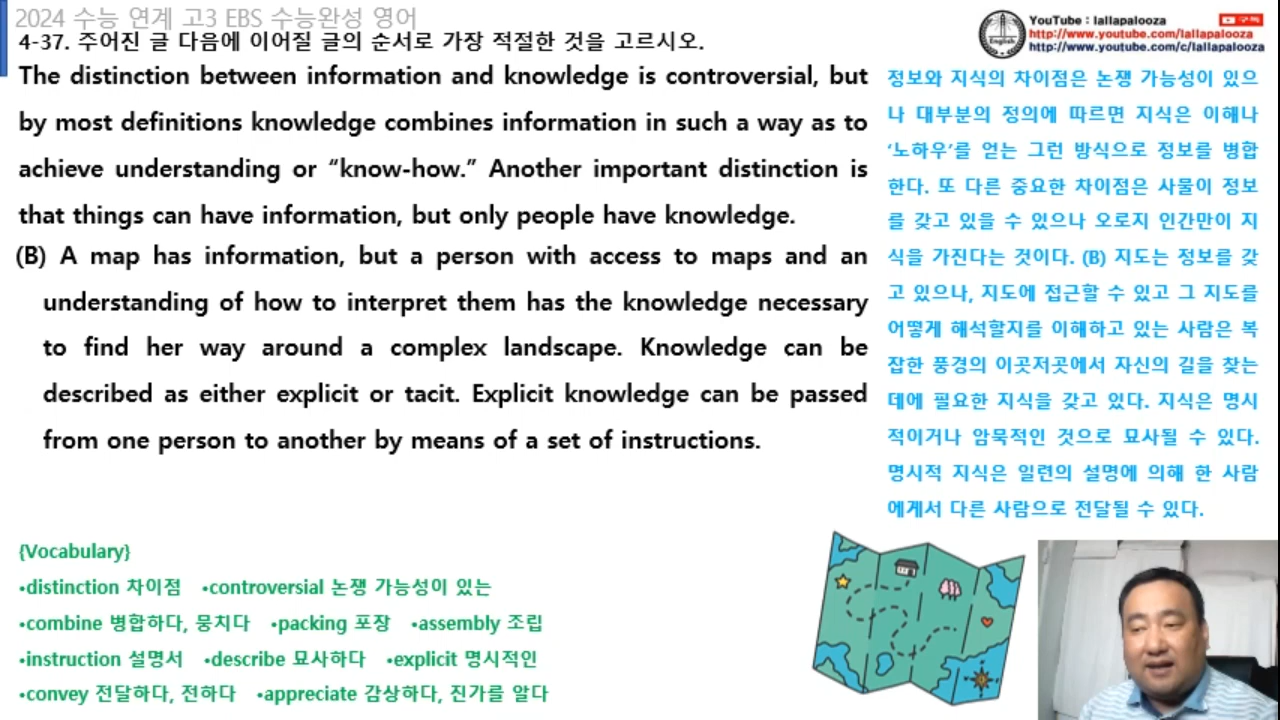 2024 수능 연계 고3 EBS 수능완성 영어
4-37. 주어진 글 다음에 이어질 글의 순서로 가장 적절한 것을 고르시오.
YouTube : lallapalooza
구독
http://www.youtube.com/lallapalooza
http://www.youtube.com/c/lallapalooza
English
The distinction between information and knowledge is controversial, but
by most definitions knowledge combines information in such a way as to
achieve understanding or “know-how.” Another important distinction is
that things can have information, but only people have knowledge.
(B) A map has information, but a person with access to maps and an
understanding of how to interpret them has the knowledge necessary
to find her way around a complex landscape. Knowledge can be
described as either explicit or tacit. Explicit knowledge can be passed
from one person to another by means of a set of instructions.
정보와 지식의 차이점은 논쟁 가능성이 있으
나 대부분의 정의에 따르면 지식은 이해나
‘노하우’를 얻는 그런 방식으로 정보를 병합
한다. 또 다른 중요한 차이점은 사물이 정보
를 갖고 있을 수 있으나 오로지 인간만이 지
식을 가진다는 것이다. (B) 지도는 정보를 갖
고 있으나, 지도에 접근할 수 있고 그 지도를
어떻게 해석할지를 이해하고 있는 사람은 복
잡한 풍경의 이곳저곳에서 자신의 길을 찾는
데에 필요한 지식을 갖고 있다. 지식은 명시
적이거나 암묵적인 것으로 묘사될 수 있다.
명시적 지식은 일련의 설명에 의해 한 사람
에게서 다른 사람으로 전달될 수 있다.
{Vocabulary}
•distinction 차이점 •controversial 논쟁 가능성이 있는
•combine 병합하다, 뭉치다 •packing 포장 •assembly 조립
•instruction 설명서 •describe 묘사하다 •explicit 명시적인
•convey 전달하다, 전하다 •appreciate 감상하다, 진가를 알다